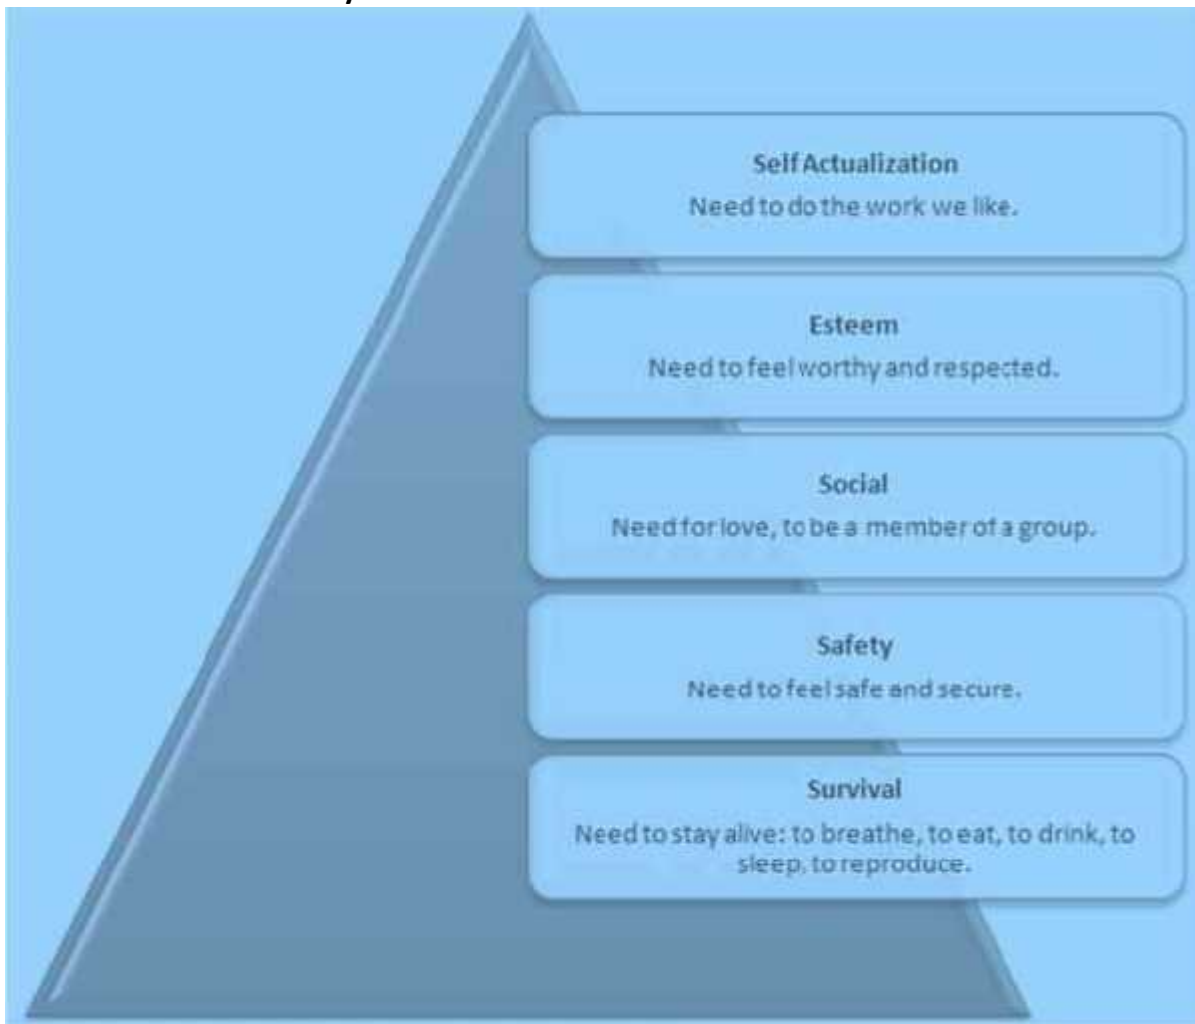 Self Actualization
Need to do the work we like.
Esteem
Need to feel worthy and respected.
Social
Need for love, to be a member of a group.
Safety
Need to feel safe and secure.
Survival
Need to stay alive: to breathe, to eat, to drink, to
sleep, to reproduce.